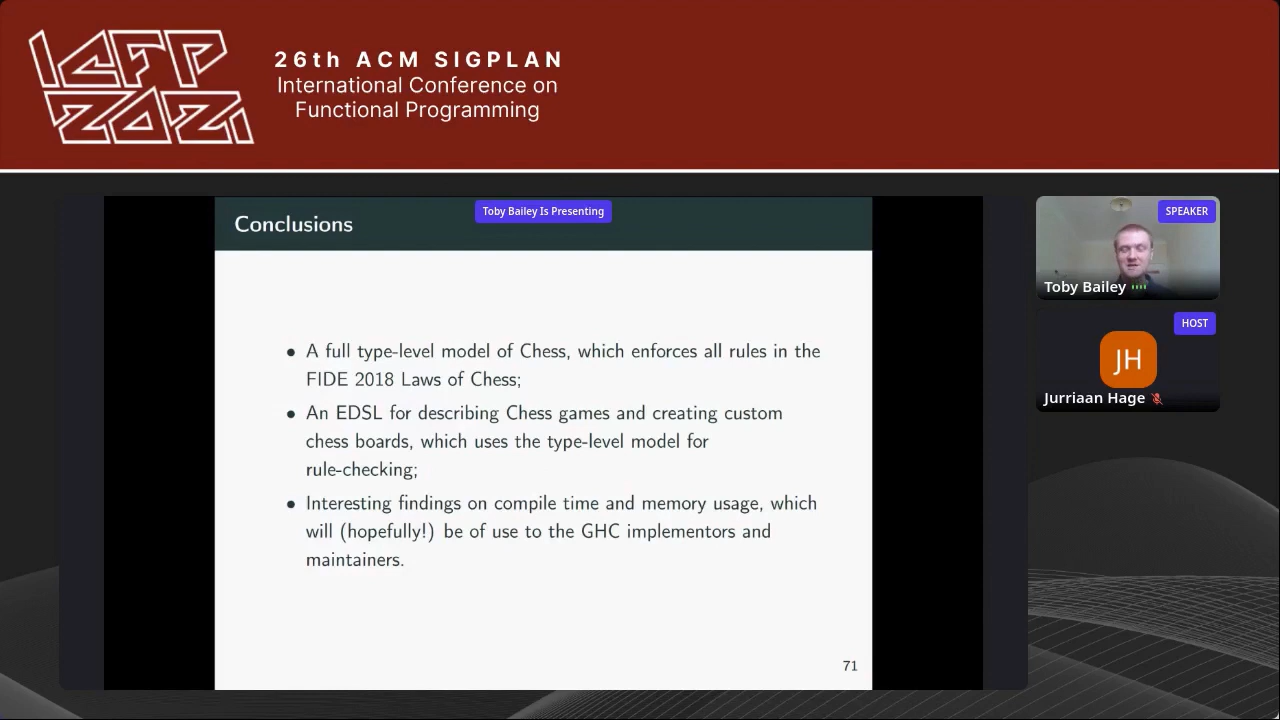 ICFP
2021
26th ACM SIGPLAN
International Conference on
Functional Programming
Conclusions
Toby Bailey Is Presenting
• A full type-level model of Chess, which enforces all rules in the
FIDE 2018 Laws of Chess;
• An EDSL for describing Chess games and creating custom
chess boards, which uses the type-level model for
rule-checking;
• Interesting findings on compile time and memory usage, which
will (hopefully!) be of use to the GHC implementors and
maintainers.
71
SPEAKER
Toby Bailey
HOST
JH
Jurriaan Hage